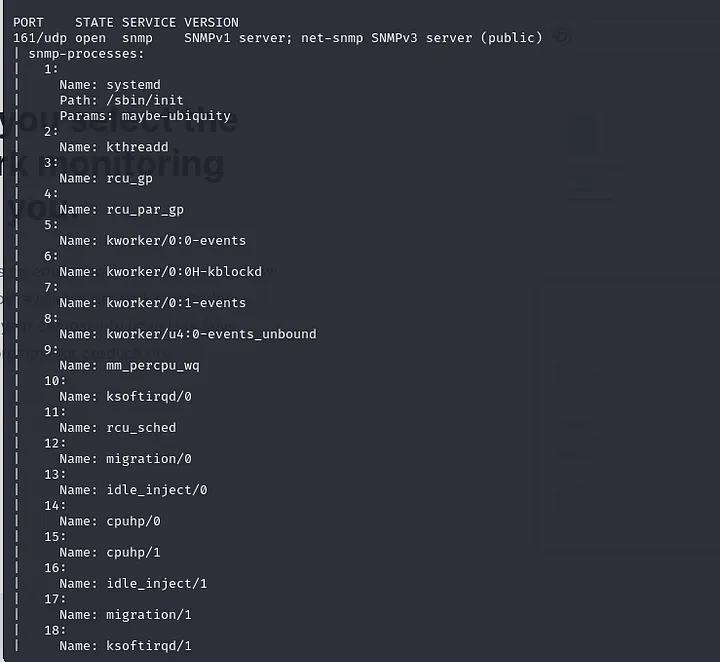 PORT    STATE SERVICE VERSION
161/udp open  snmp    SNMPv1 server; net-snmp SNMPv3 server (public)
| snmp-processes:
|   1:
|     Name: systemd
|     Path: /sbin/init
|     Params: maybe-ubiquity
|   2:
|     Name: kthreadd
|   3:
|     Name: rcu_gp
|   4:
|     Name: rcu_par_gp
|   5:
|     Name: kworker/0:0-events
|   6:
|     Name: kworker/0:0H-kblockd
|   7:
|     Name: kworker/0:1-events
|   8:
|     Name: kworker/u4:0-events_unbound
|   9:
|     Name: mm_percpu_wq
|   10:
|     Name: ksoftirqd/0
|   11:
|     Name: rcu_sched
|   12:
|     Name: migration/0
|   13:
|     Name: idle_inject/0
|   14:
|     Name: cpuhp/0
|   15:
|     Name: cpuhp/1
|   16:
|     Name: idle_inject/1
|   17:
|     Name: migration/1
|   18:
|     Name: ksoftirqd/1
you select the
monitoring
you